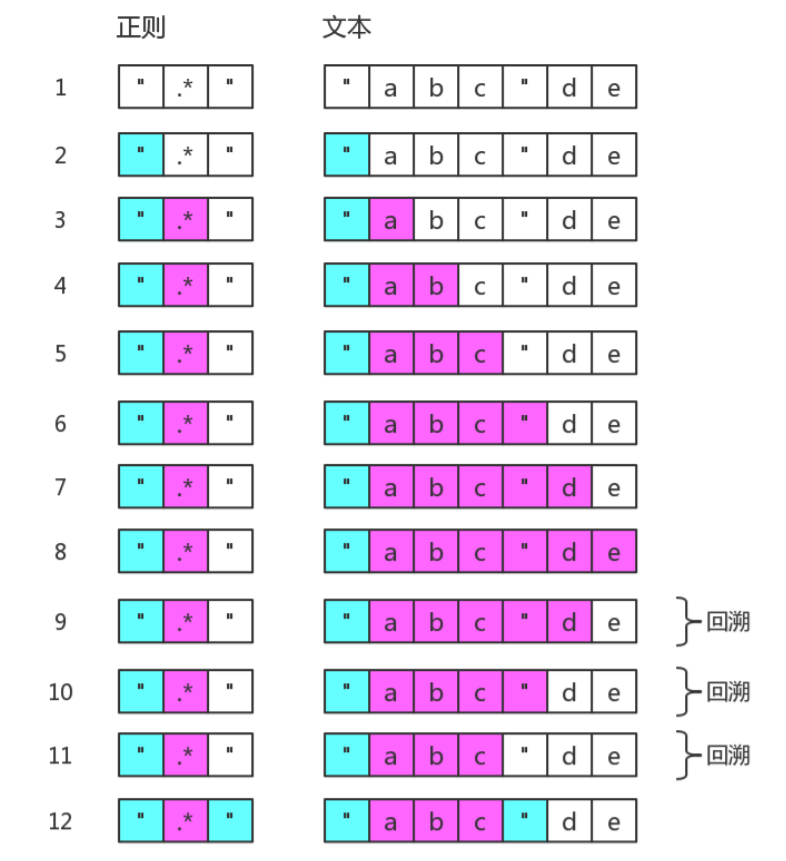 正则 文本
1 " .* " " a b c " d e
2 " .* " " a b c " d e
3 " .* " " a b c " d e
4 " .* " " a b c " d e
5 " .* " " a b c " d e
6 " .* " " a b c " d e
7 " .* " " a b c " d e
8 " .* " " a b c " d e
9 " .* " " a b c " d e 回溯
10 " .* " " a b c " d e 回溯
11 " .* " " a b c " d e 回溯
12 " .* " " a b c " d e